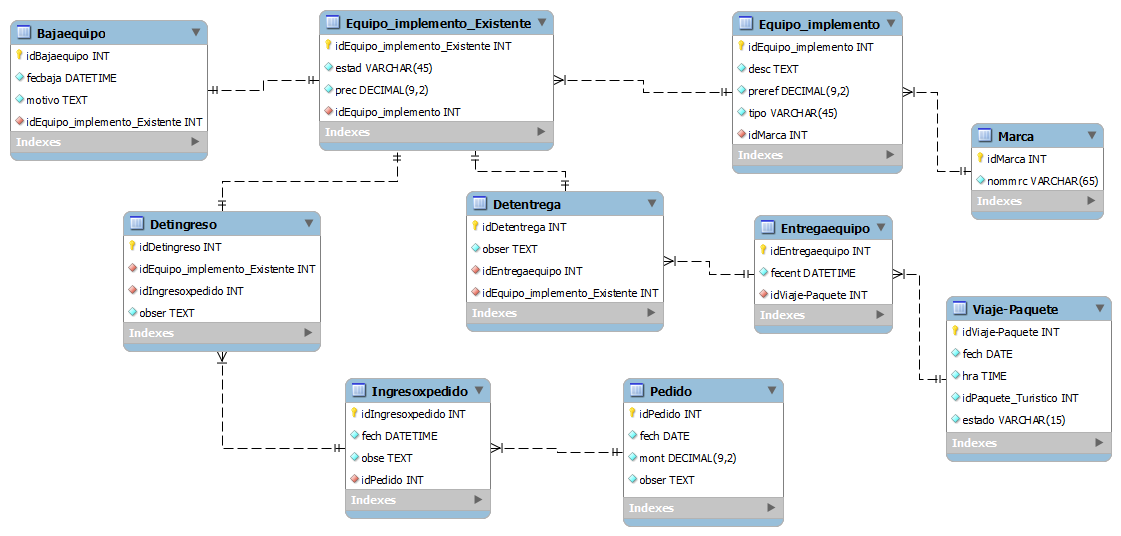 Bajaequipo
idBajaequipo INT
fecbaja DATETIME
motivo TEXT
idEquipo_implemento_Existente INT
Indexes
Equipo_implemento_Existente
idEquipo_implemento_Existente INT
estad VARCHAR(45)
prec DECIMAL(9,2)
idEquipo_implemento INT
Indexes
Equipo_implemento
idEquipo_implemento INT
desc TEXT
preref DECIMAL(9,2)
tipo VARCHAR(45)
idMarca INT
Indexes
Marca
idMarca INT
nommrc VARCHAR(65)
Indexes
Detingreso
idDetingreso INT
idEquipo_implemento_Existente INT
idIngresoxpedido INT
obser TEXT
Indexes
Detentrega
idDetentrega INT
obser TEXT
idEntregaequipo INT
idEquipo_implemento_Existente INT
Indexes
Entregaequipo
idEntregaequipo INT
fecent DATETIME
idViaje-Paquete INT
Indexes
Viaje-Paquete
idViaje-Paquete INT
fech DATE
hra TIME
idPaquete_Turistico INT
estado VARCHAR(15)
Indexes
Ingresoxpedido
idIngresoxpedido INT
fech DATETIME
obse TEXT
idPedido INT
Indexes
Pedido
idPedido INT
fech DATE
mont DECIMAL(9,2)
obser TEXT
Indexes